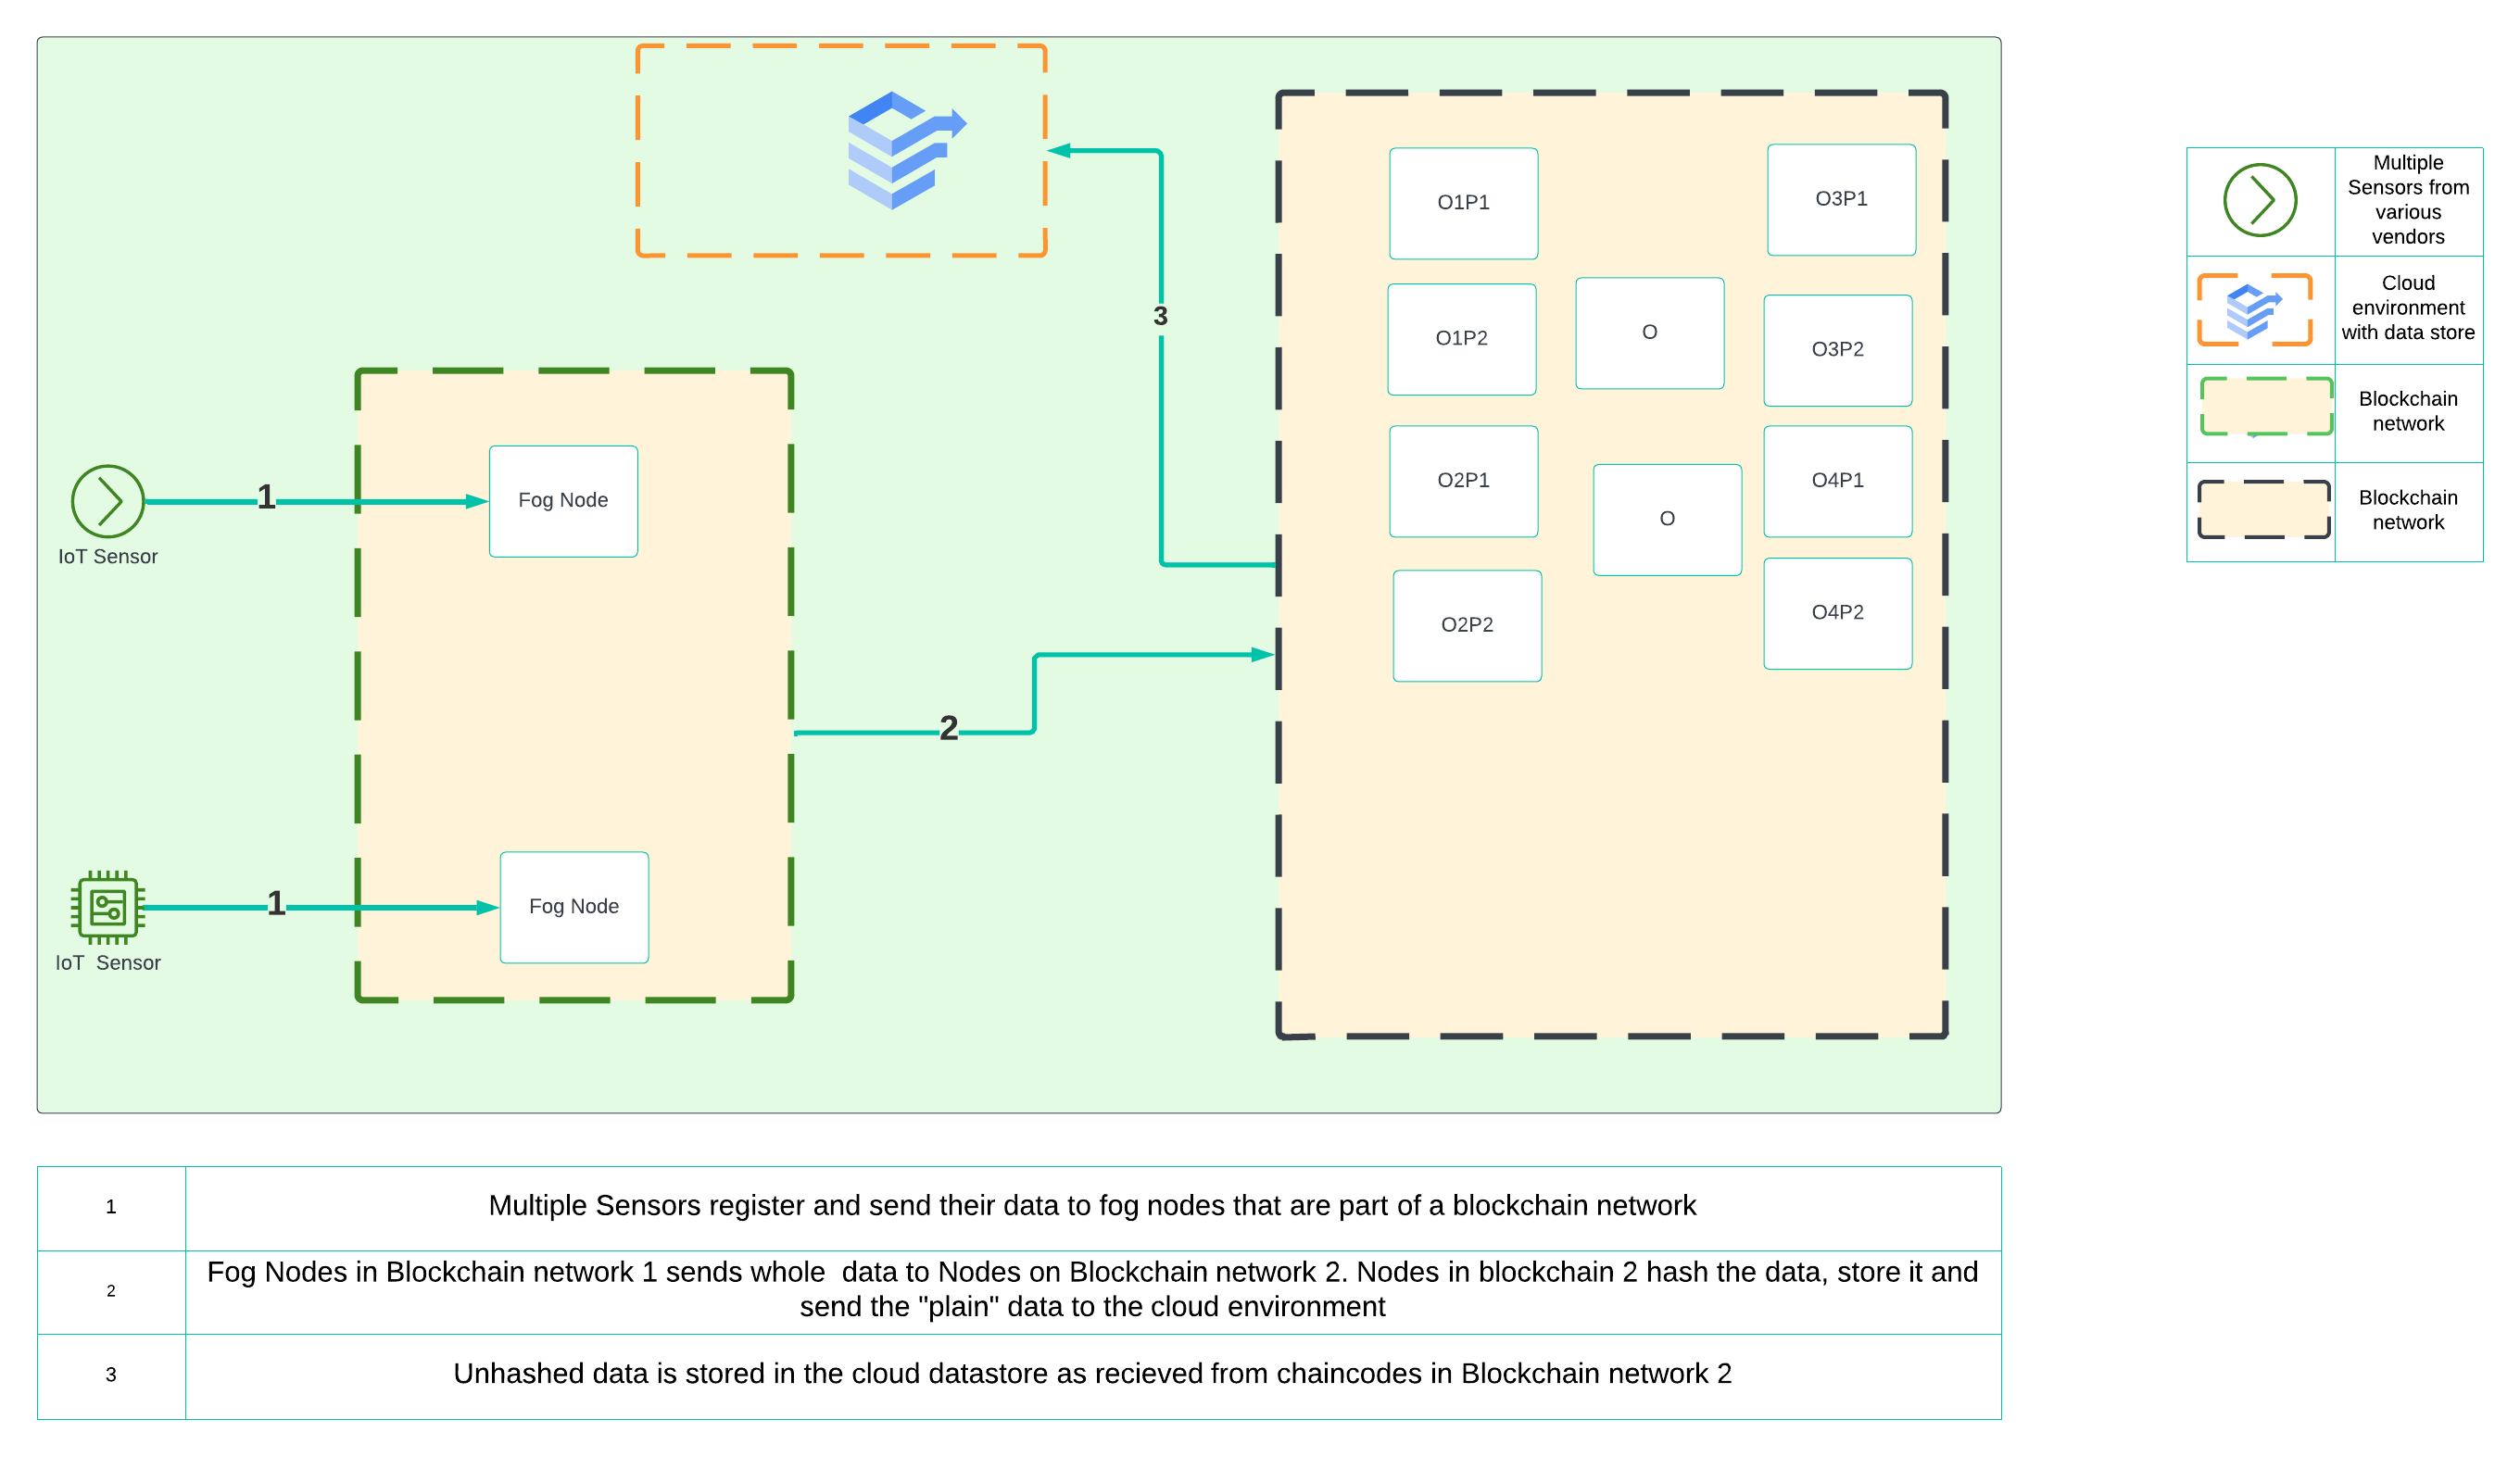 O1P1
O3P1
O1P2
O
O3P2
3
O2P1
O4P1
Fog Node
1
O
IoT Sensor
O2P2
O4P2
2
Fog Node
1
IoT  Sensor
Multiple
Sensors from
various
vendors
Cloud
environment
with data store
Blockchain
network
Blockchain
network
1
Multiple Sensors register and send their data to fog nodes that are part of a blockchain network
2
Fog Nodes in Blockchain network 1 sends whole  data to Nodes on Blockchain network 2. Nodes in blockchain 2 hash the data, store it and
send the "plain" data to the cloud environment
3
Unhashed data is stored in the cloud datastore as recieved from chaincodes in Blockchain network 2